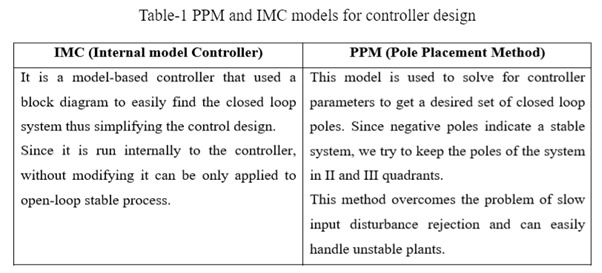 Table-1 PPM and IMC models for controller design
IMC (Internal model Controller)
It is a model-based controller that used a
block diagram to easily find the closed loop
system thus simplifying the control design.
Since it is run internally to the controller,
without modifying it can be only applied to
open-loop stable process.
PPM (Pole Placement Method)
This model is used to solve for controller
parameters to get a desired set of closed loop
poles. Since negative poles indicate a stable
system, we try to keep the poles of the system
in II and III quadrants.
This method overcomes the problem of slow
input disturbance rejection and can easily
handle unstable plants.